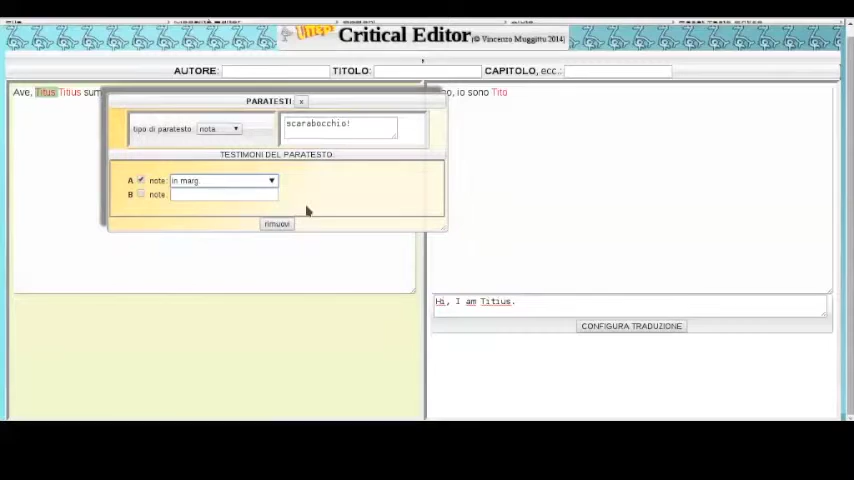 Critical Editor (© Vincenzo Muggittu 2014)
AUTORE: TITOLO: CAPITOLO, ecc.:
Ave, Titus Titius sum
PARATESTI x
o, io sono Tito
tipo di paratesto: nota
scarabocchio!
TESTIMONI DEL PARATESTO
A note: in marg.
B note:
rimuovi
Hi, I am Titius.
CONFIGURA TRADUZIONE